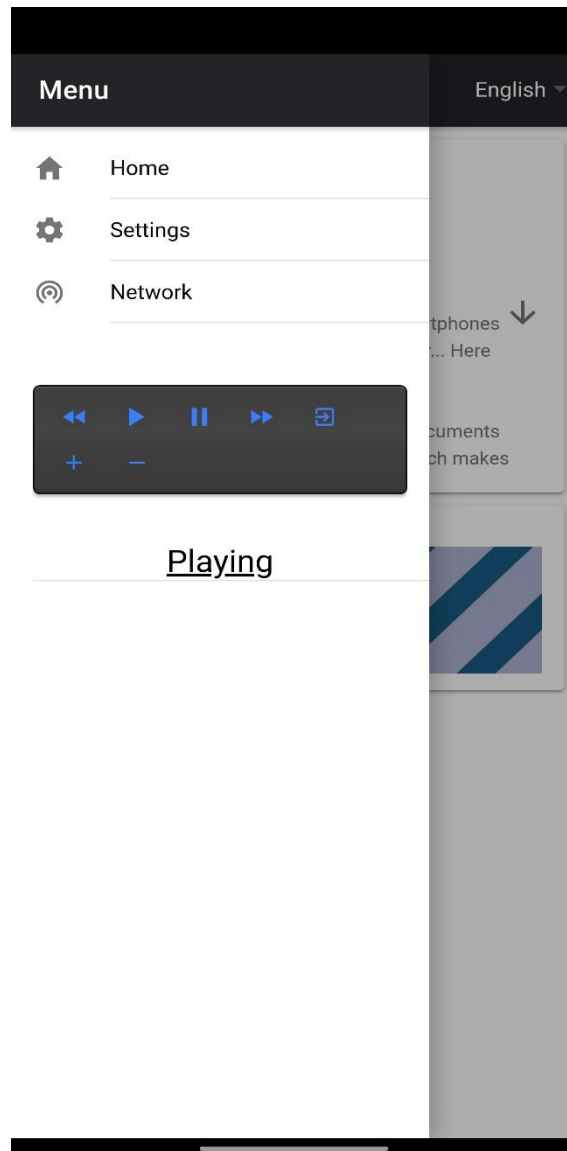 Menu
English
Home
Settings
Network
tphones
... Here
cuments
ch makes
Playing